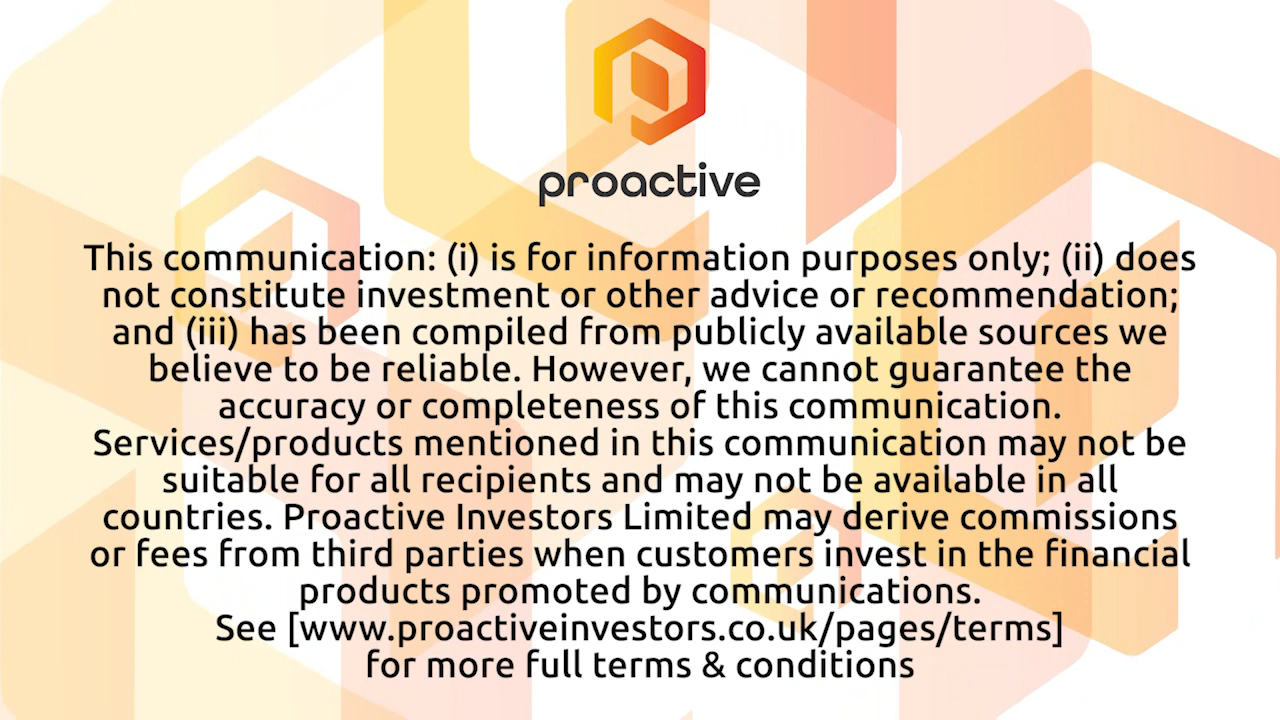 proactive
This communication: (i) is for information purposes only; (ii) does
not constitute investment or other advice or recommendation;
and (iii) has been compiled from publicly available sources we
believe to be reliable. However, we cannot guarantee the
accuracy or completeness of this communication.
Services/products mentioned in this communication may not be
suitable for all recipients and may not be available in all
countries. Proactive Investors Limited may derive commissions
or fees from third parties when customers invest in the financial
products promoted by communications.
See [www.proactiveinvestors.co.uk/pages/terms]
for more full terms & conditions